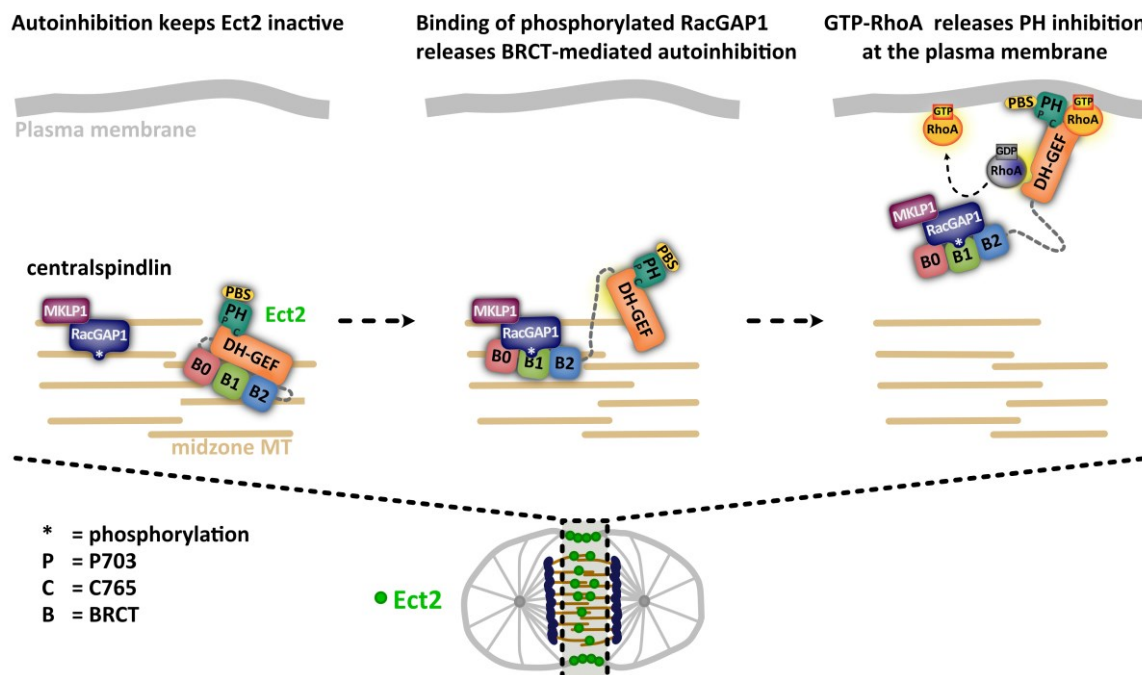 Autoinhibition keeps Ect2 inactive
Binding of phosphorylated RacGAP1
releases BRCT-mediated autoinhibition
GTP-RhoA releases PH inhibition
at the plasma membrane
Plasma membrane
centralspindlin
MKLP1
RacGAP1
*
PBS
PH
P
C
Ect2
DH-GEF
B0
B1
B2
midzone MT
MKLP1
RacGAP1
*
B0
B1
B2
PBS
PH
P
C
DH-GEF
GTP
RhoA
PBS
PH
P
C
GTP
RhoA
GDP
RhoA
DH-GEF
MKLP1
RacGAP1
*
B0
B1
B2
* = phosphorylation
P = P703
C = C765
B = BRCT
Ect2